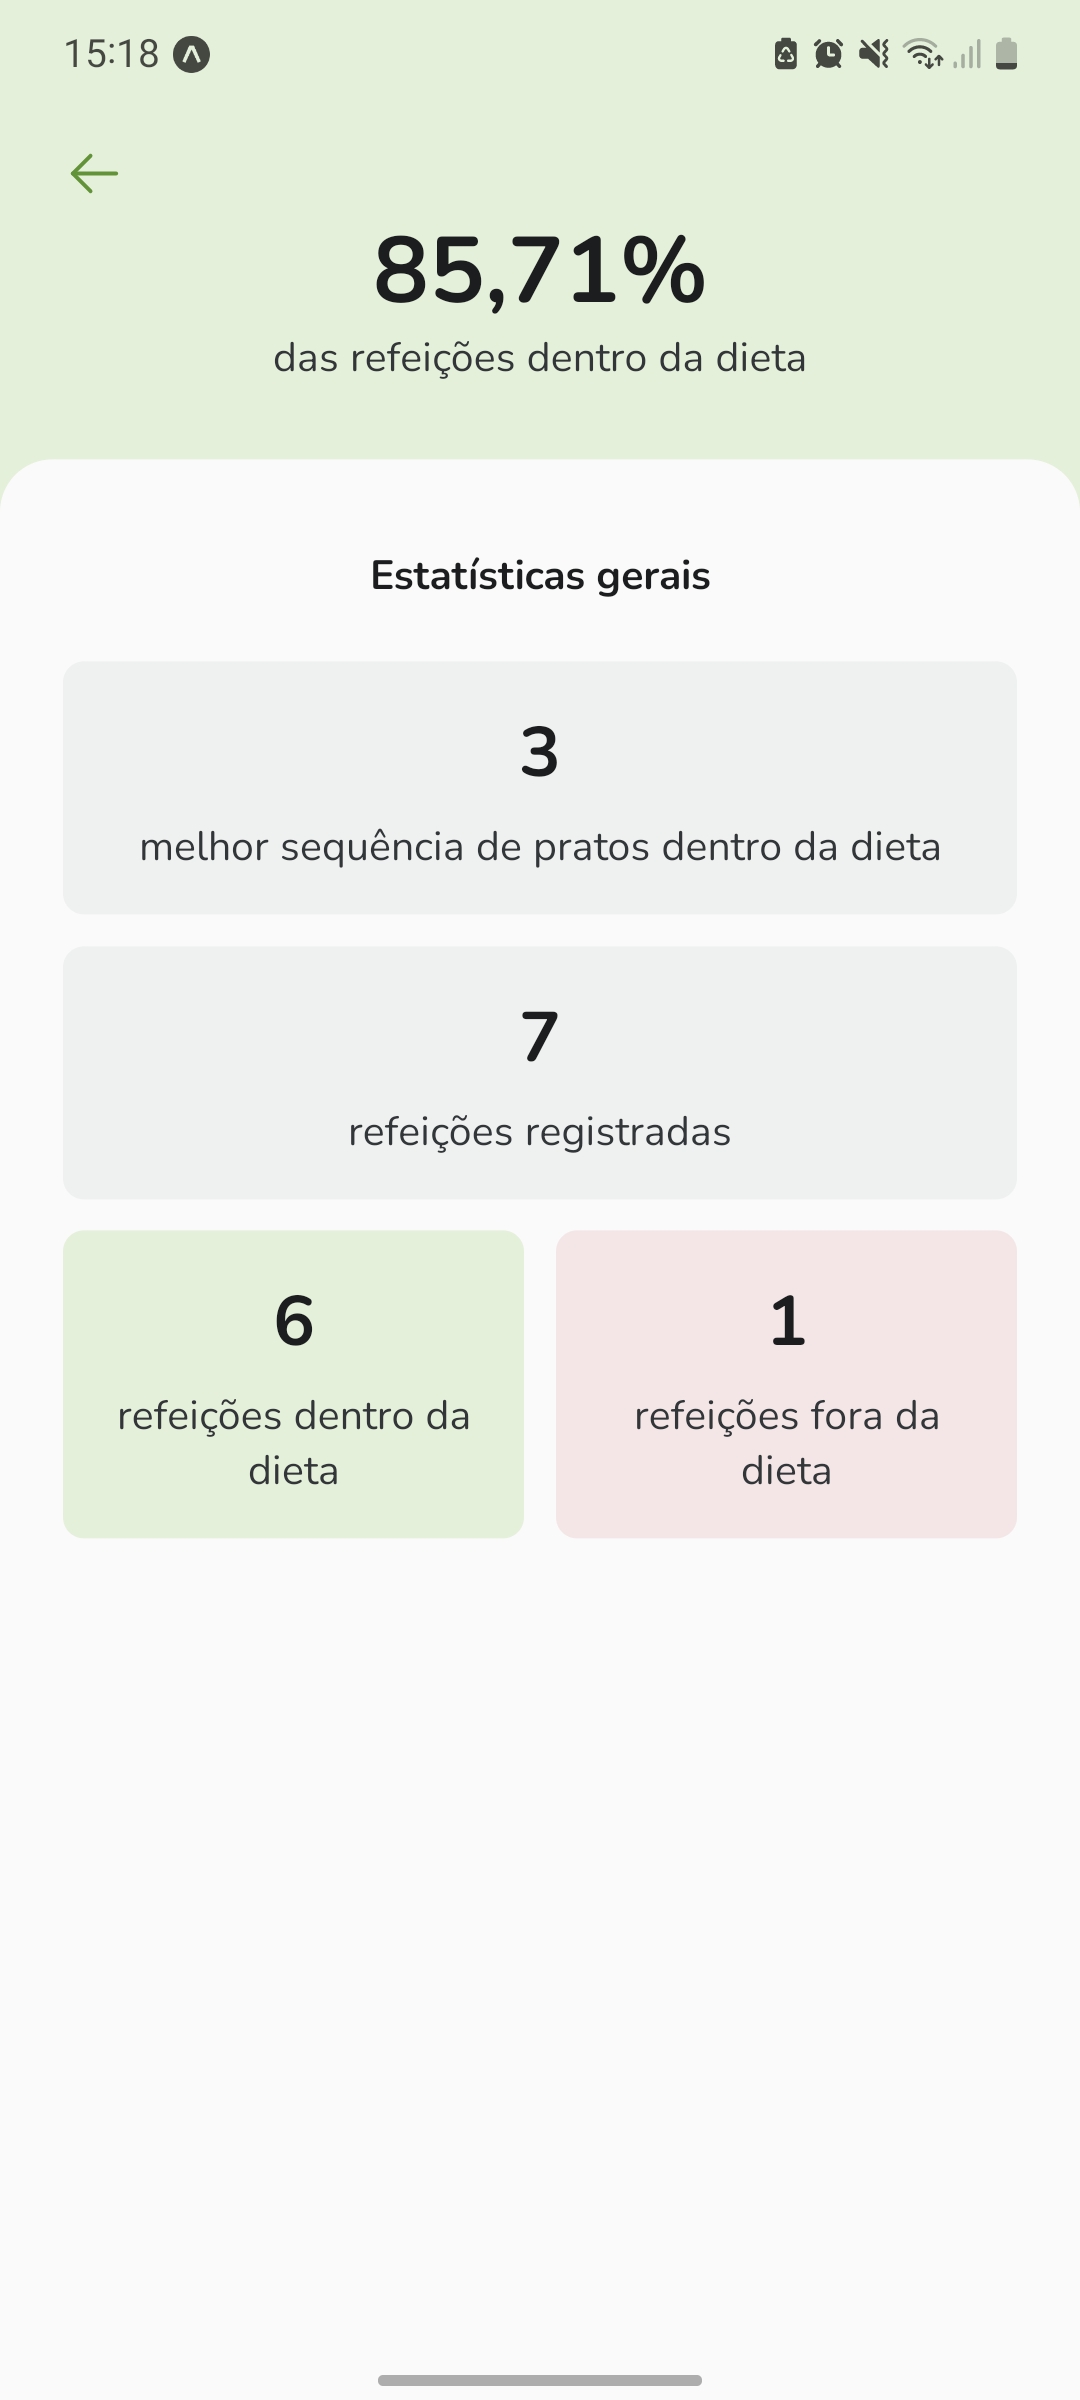 15:18
85,71%
das refeições dentro da dieta
Estatísticas gerais
3
melhor sequência de pratos dentro da dieta
7
refeições registradas
6
refeições dentro da
dieta
1
refeições fora da
dieta